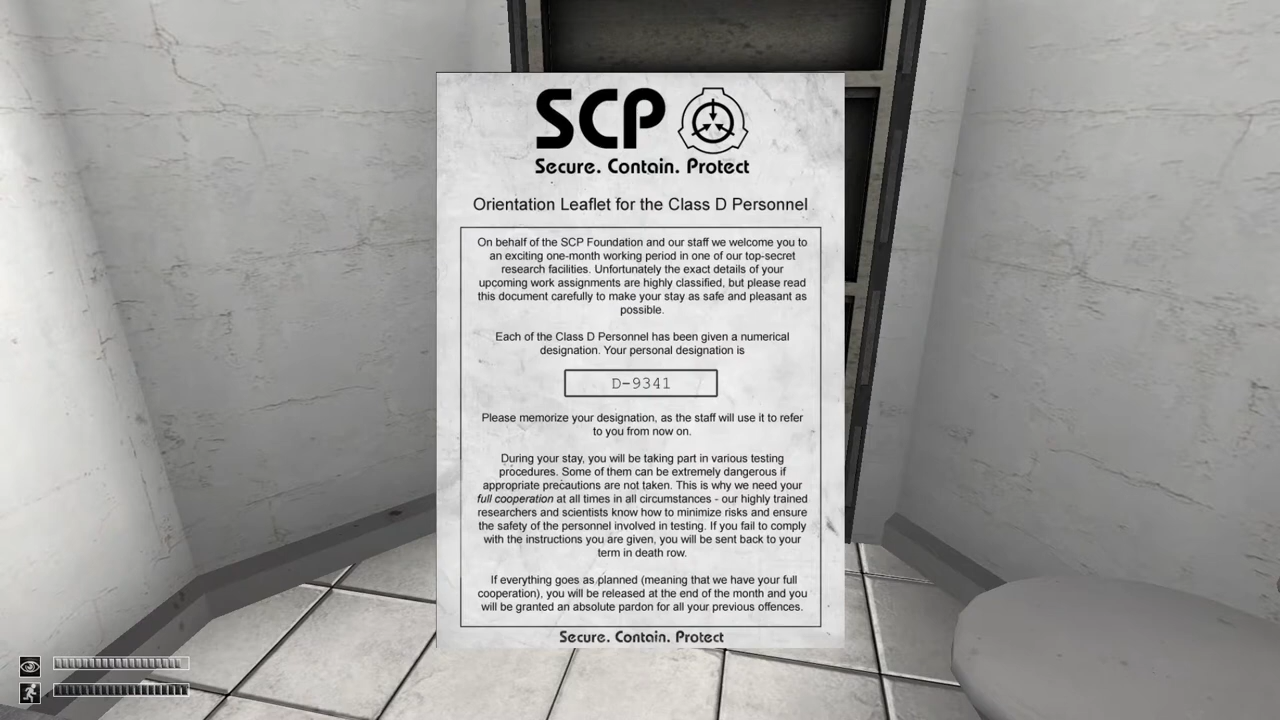 SCP
Secure. Contain. Protect
Orientation Leaflet for the Class D Personnel
On behalf of the SCP Foundation and our staff we welcome you to
an exciting one-month working period in one of our top-secret
research facilities. Unfortunately the exact details of your
upcoming work assignments are highly classified, but please read
this document carefully to make your stay as safe and pleasant as
possible.
Each of the Class D Personnel has been given a numerical
designation. Your personal designation is
D-9341
Please memorize your designation, as the staff will use it to refer
to you from now on.
During your stay, you will be taking part in various testing
procedures. Some of them can be extremely dangerous if
appropriate precautions are not taken. This is why we need your
full cooperation at all times in all circumstances - our highly trained
researchers and scientists know how to minimize risks and ensure
the safety of the personnel involved in testing. If you fail to comply
with the instructions you are given, you will be sent back to your
term in death row.
If everything goes as planned (meaning that we have your full
cooperation), you will be released at the end of the month and you
will be granted an absolute pardon for all your previous offences.
Secure. Contain. Protect